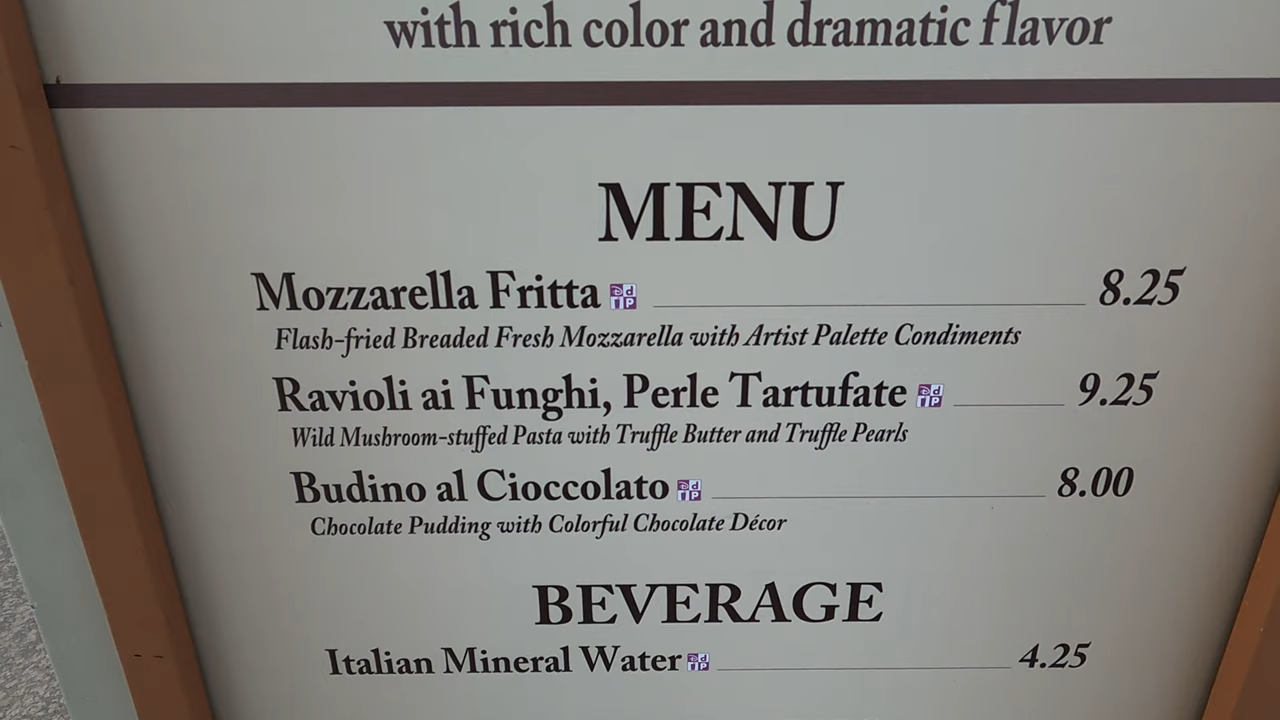 with rich color and dramatic flavor
MENU
Mozzarella Fritta 8.25
Flash-fried Breaded Fresh Mozzarella with Artist Palette Condiments
Ravioli ai Funghi, Perle Tartufate 9.25
Wild Mushroom-stuffed Pasta with Truffle Butter and Truffle Pearls
Budino al Cioccolato 8.00
Chocolate Pudding with Colorful Chocolate Décor
BEVERAGE
Italian Mineral Water 4.25